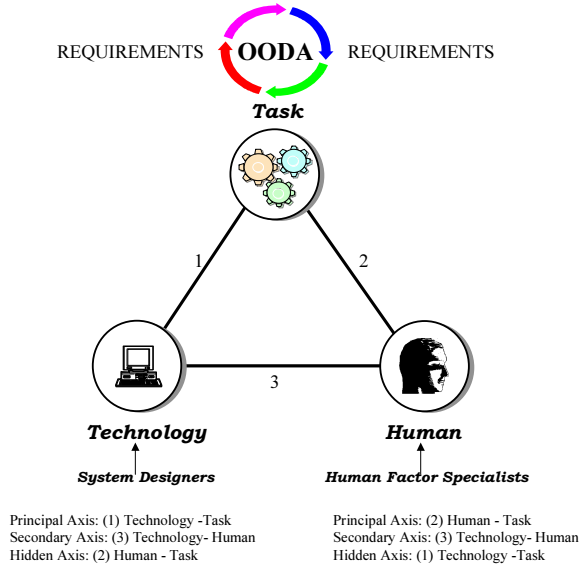 REQUIREMENTS OODA REQUIREMENTS
Task
1
2
3
Technology Human
System Designers Human Factor Specialists
Principal Axis: (1) Technology -Task
Secondary Axis: (3) Technology- Human
Hidden Axis: (2) Human - Task
Principal Axis: (2) Human - Task
Secondary Axis: (3) Technology- Human
Hidden Axis: (1) Technology -Task